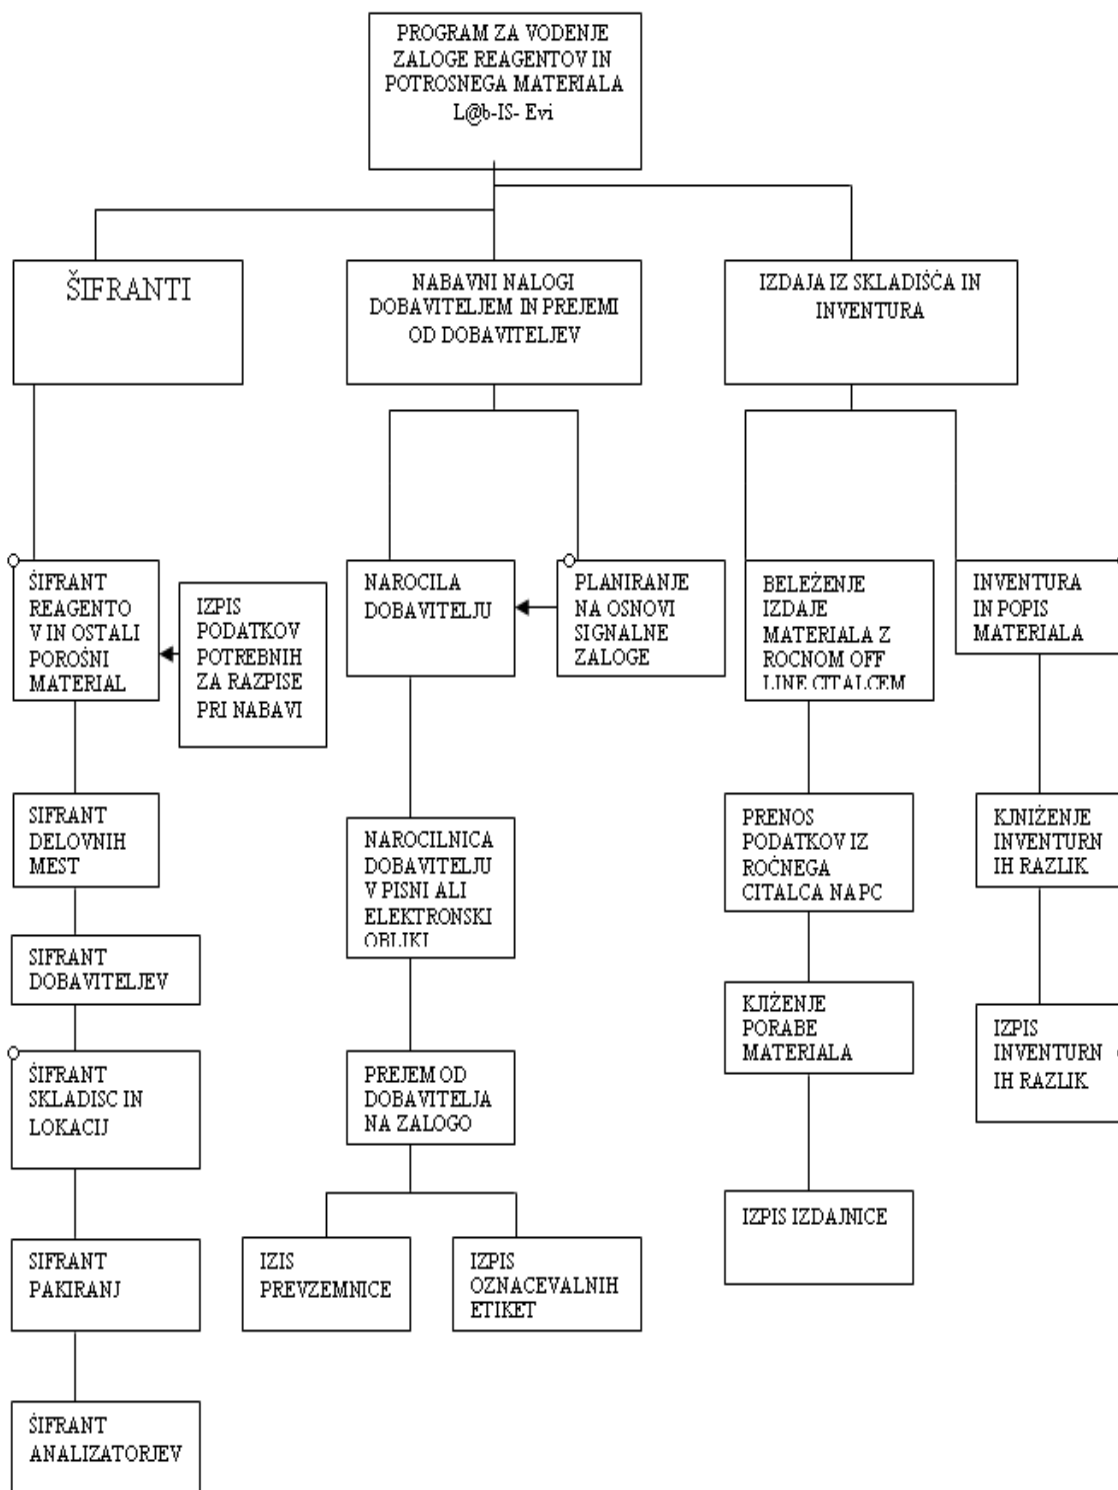 PROGRAM ZA VODENJE
ZALOGE REAGENTOV IN
POTROSNEGA MATERIALA
L@b-IS- Evi
ŠIFRANTI
NABAVNI NALOGI
DOBAVITELJEM IN PREJEMI
OD DOBAVITELJEV
IZDAJA IZ SKLADIŠČA IN
INVENTURA
ŠIFRANT
REAGENTO
V IN OSTALI
POROŠNI
MATERIAL
IZPIS
PODATKOV
POTREBNIH
ZA RAZPISE
PRI NABAVI
NAROCILA
DOBAVITELJU
PLANIRANJE
NA OSNOVI
SIGNALNE
ZALOGE
BELEŽENJE
IZDAJE
MATERIALA Z
ROCNOM OFF
LINE CITALCEM
INVENTURA
IN POPIS
MATERIALA
SIFRANT
DELOVNIH
MEST
NAROCILNICA
DOBAVITELJU
V PISNI ALI
ELEKTRONSKI
OBLIKI
PRENOS
PODATKOV IZ
ROČNEGA
CITALCA NA PC
KJNIŽENJE
INVENTURN
IH RAZLIK
SIFRANT
DOBAVITELJEV
KJIŽENJE
PORABE
MATERIALA
IZPIS
INVENTURN
IH RAZLIK
ŠIFRANT
SKLADISC IN
LOKACIJ
PREJEM OD
DOBAVITELJA
NA ZALOGO
IZPIS IZDAJNICE
SIFRANT
PAKIRANJ
IZIS
PREVZEMNICE
IZPIS
OZNACEVALNIH
ETIKET
ŠIFRANT
ANALIZATORJEV